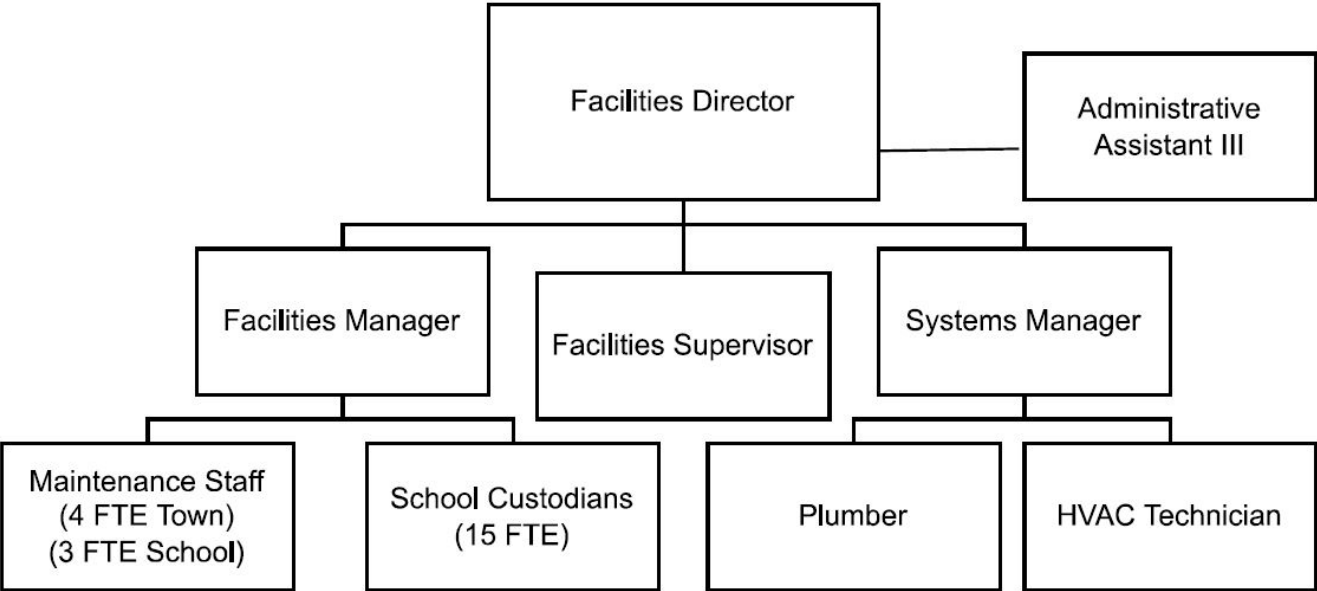 Facilities Director
Administrative
Assistant III
Facilities Manager
Facilities Supervisor
Systems Manager
Maintenance Staff
(4 FTE Town)
(3 FTE School)
School Custodians
(15 FTE)
Plumber
HVAC Technician